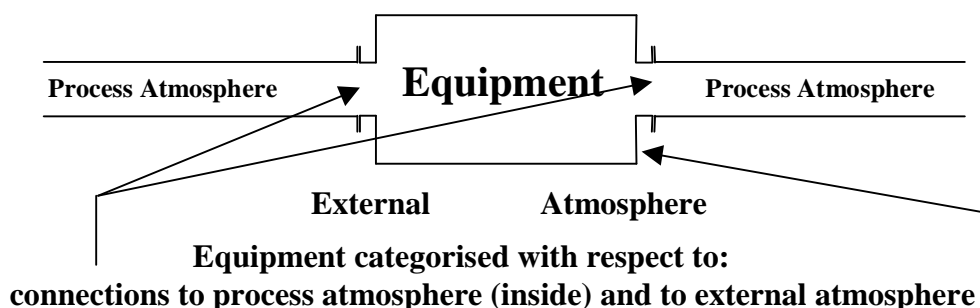 Process Atmosphere Equipment Process Atmosphere
External Atmosphere
Equipment categorised with respect to:
connections to process atmosphere (inside) and to external atmosphere